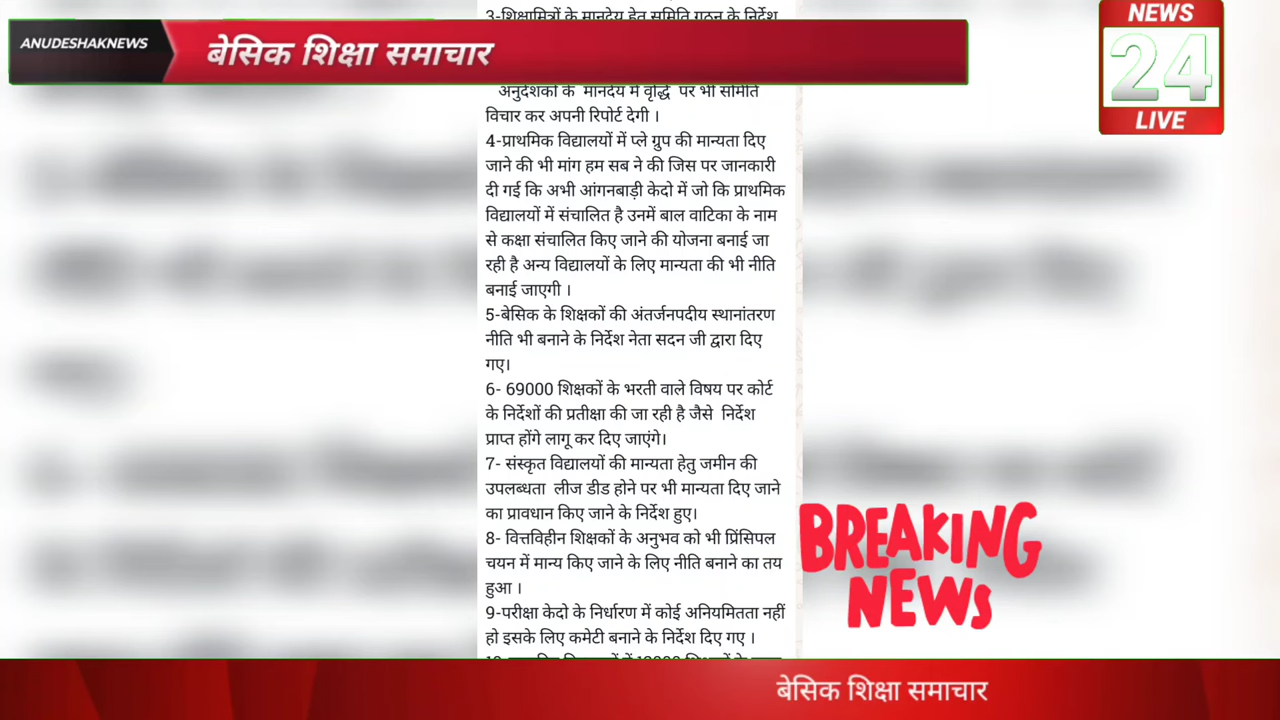 3-शिक्षामित्रों के मानदेय हेतु समिति गठन के निर्देश
ANUDESHAKNEWS
बेसिक शिक्षा समाचार
NEWS
24
LIVE
अनुदेशकों के मानदेय में वृद्धि पर भी समिति
विचार कर अपनी रिपोर्ट देगी ।
4-प्राथमिक विद्यालयों में प्ले ग्रुप की मान्यता दिए
जाने की भी मांग हम सब ने की जिस पर जानकारी
दी गई कि अभी आंगनबाड़ी केदो में जो कि प्राथमिक
विद्यालयों में संचालित है उनमें बाल वाटिका के नाम
से कक्षा संचालित किए जाने की योजना बनाई जा
रही है अन्य विद्यालयों के लिए मान्यता की भी नीति
बनाई जाएगी ।
5-बेसिक के शिक्षकों की अंतर्जनपदीय स्थानांतरण
नीति भी बनाने के निर्देश नेता सदन जी द्वारा दिए
गए।
6- 69000 शिक्षकों के भरती वाले विषय पर कोर्ट
के निर्देशों की प्रतीक्षा की जा रही है जैसे निर्देश
प्राप्त होंगे लागू कर दिए जाएंगे।
7- संस्कृत विद्यालयों की मान्यता हेतु जमीन की
उपलब्धता लीज डीड होने पर भी मान्यता दिए जाने
का प्रावधान किए जाने के निर्देश हुए।
8- वित्तविहीन शिक्षकों के अनुभव को भी प्रिंसिपल
चयन में मान्य किए जाने के लिए नीति बनाने का तय
हुआ ।
9-परीक्षा केदो के निर्धारण में कोई अनियमितता नहीं
हो इसके लिए कमेटी बनाने के निर्देश दिए गए ।
BREAKING
NEWS
बेसिक शिक्षा समाचार